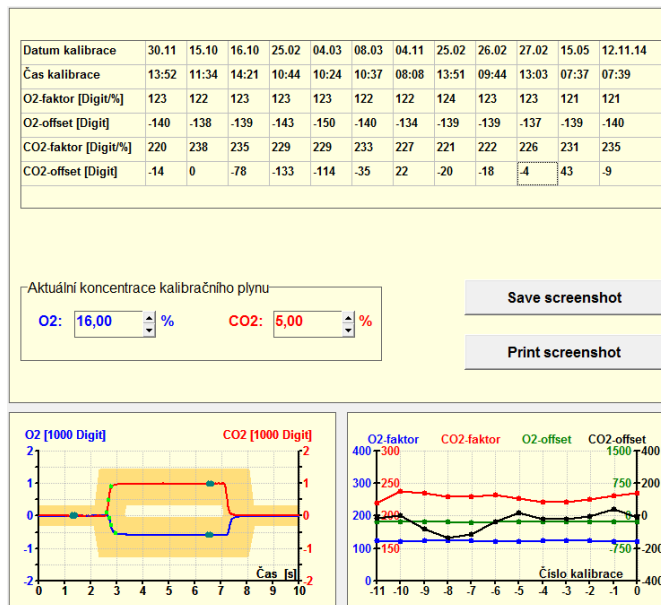 Datum kalibrace 30.11 15.10 16.10 25.02 04.03 08.03 04.11 25.02 26.02 27.02 15.05 12.11.14
Čas kalibrace 13:52 11:34 14:21 10:44 10:24 10:37 08:08 13:51 09:44 13:03 07:37 07:39
O2-faktor [Digit/%] 123 122 123 123 123 122 122 124 123 123 121 121
O2-offset [Digit] -140 -138 -139 -143 -150 -140 -134 -139 -139 -137 -139 -140
CO2-faktor [Digit/%] 220 238 235 229 229 233 227 221 222 226 231 235
CO2-offset [Digit] -14 0 -78 -133 -114 -35 22 -20 -18 -4 43 -9
Aktuální koncentrace kalibračního plynu
O2: 16,00 % CO2: 5,00 %
Save screenshot
Print screenshot
O2 [1000 Digit] CO2 [1000 Digit]
2 2
1 1
0 0
-1 -1
-2 -2
Čas [s]
0 1 2 3 4 5 6 7 8 9 10
O2-faktor CO2-faktor O2-offset CO2-offset
400 300 1500 400
300 250 750 200
200 200 0 0
100 150 -750 -200
0 -400
Číslo kalibrace
-11 -10 -9 -8 -7 -6 -5 -4 -3 -2 -1 0